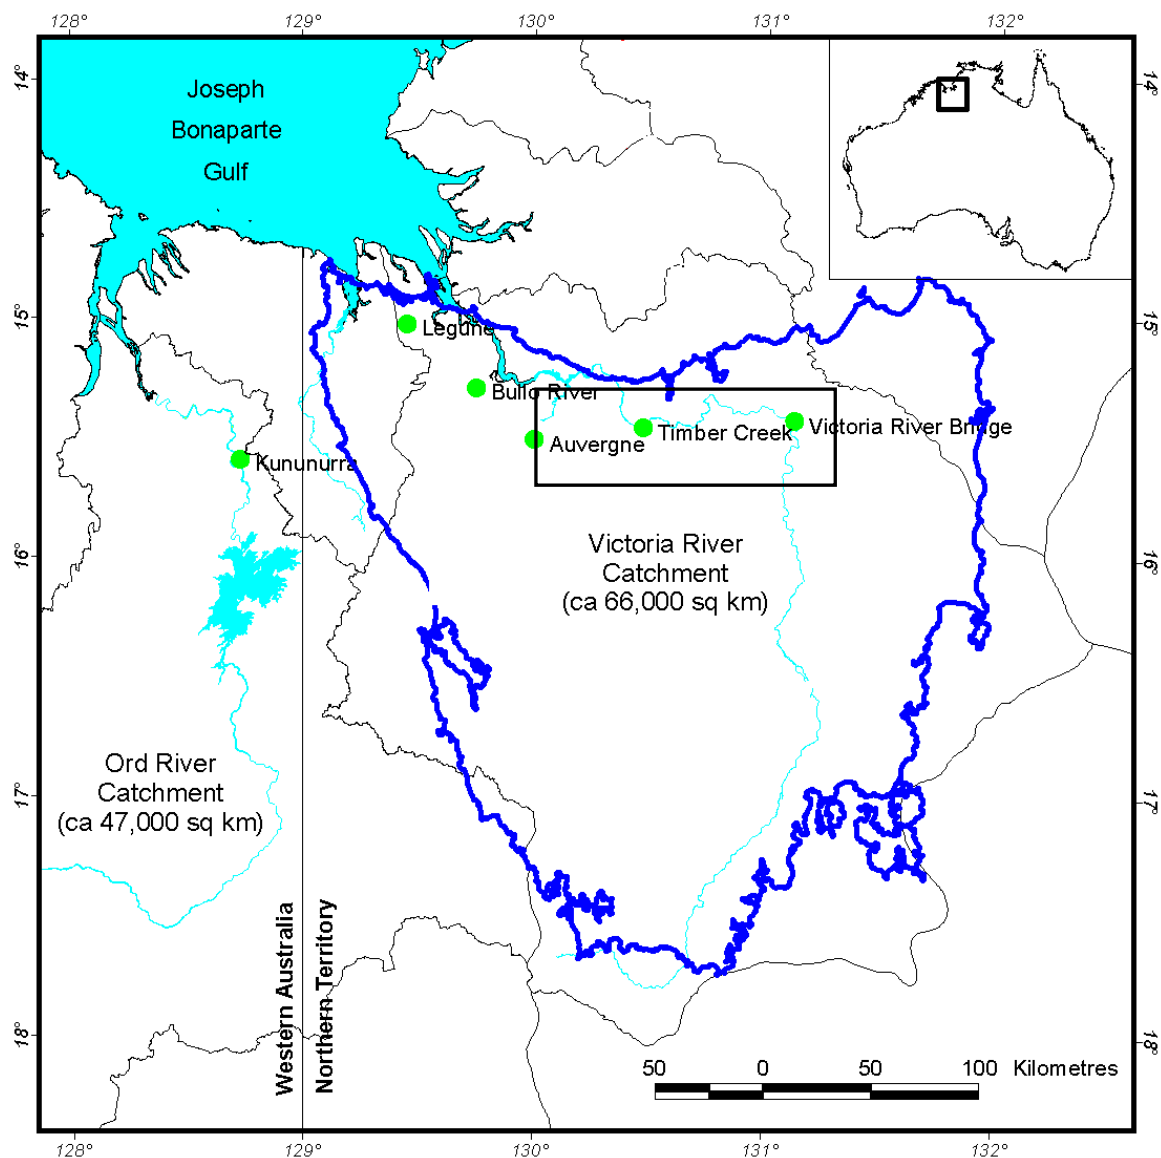 128°
129°
130°
131°
132°
14°
14°
Joseph
Bonaparte
Gulf
15°
15°
Legune
Bullo River
Auvergne
Timber Creek
Victoria River Bridge
Kununurra
16°
16°
Victoria River
Catchment
(ca 66,000 sq km)
Ord River
Catchment
(ca 47,000 sq km)
17°
17°
Western Australia
Northern Territory
18°
18°
50
0
50
100
Kilometres
128°
129°
130°
131°
132°